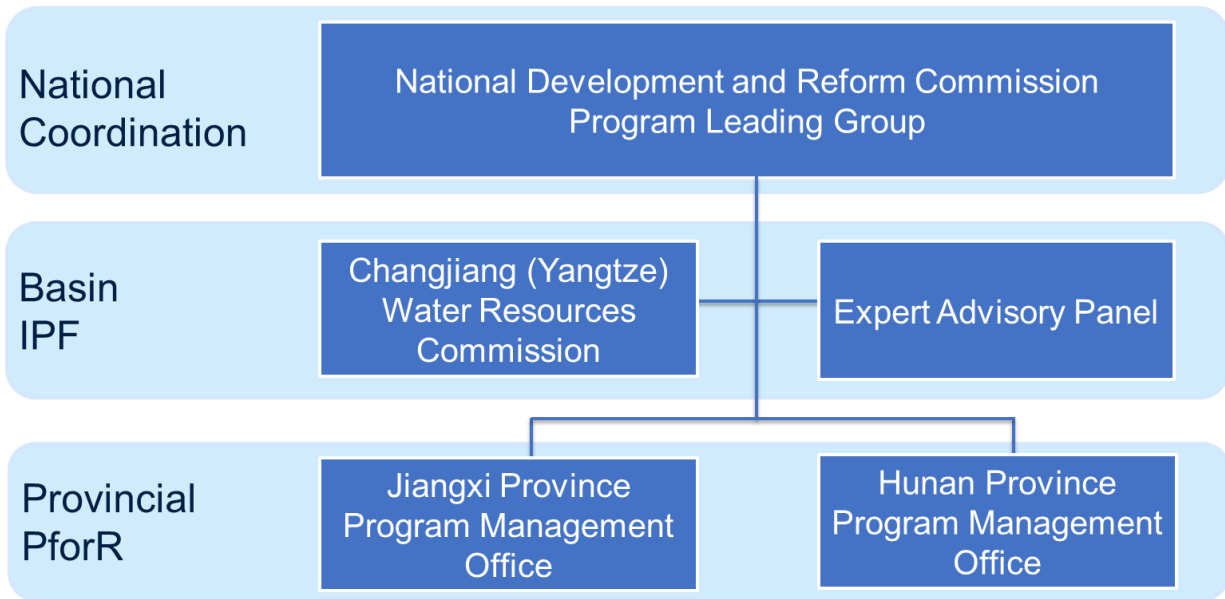 National
Coordination
National Development and Reform Commission
Program Leading Group
Basin
IPF
Changjiang (Yangtze)
Water Resources
Commission
Expert Advisory Panel
Provincial
PforR
Jiangxi Province
Program Management
Office
Hunan Province
Program Management
Office